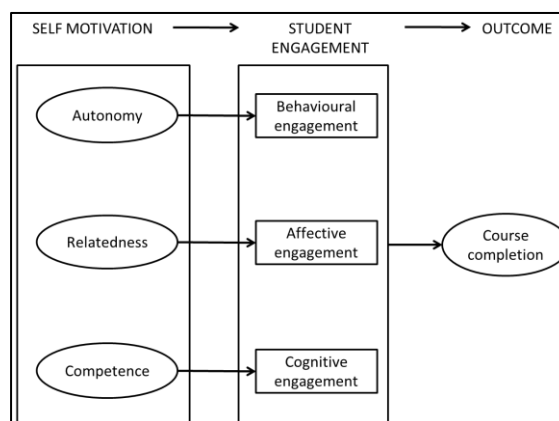 SELF MOTIVATION
STUDENT
ENGAGEMENT
OUTCOME
Autonomy
Behavioural
engagement
Relatedness
Affective
engagement
Course
completion
Competence
Cognitive
engagement